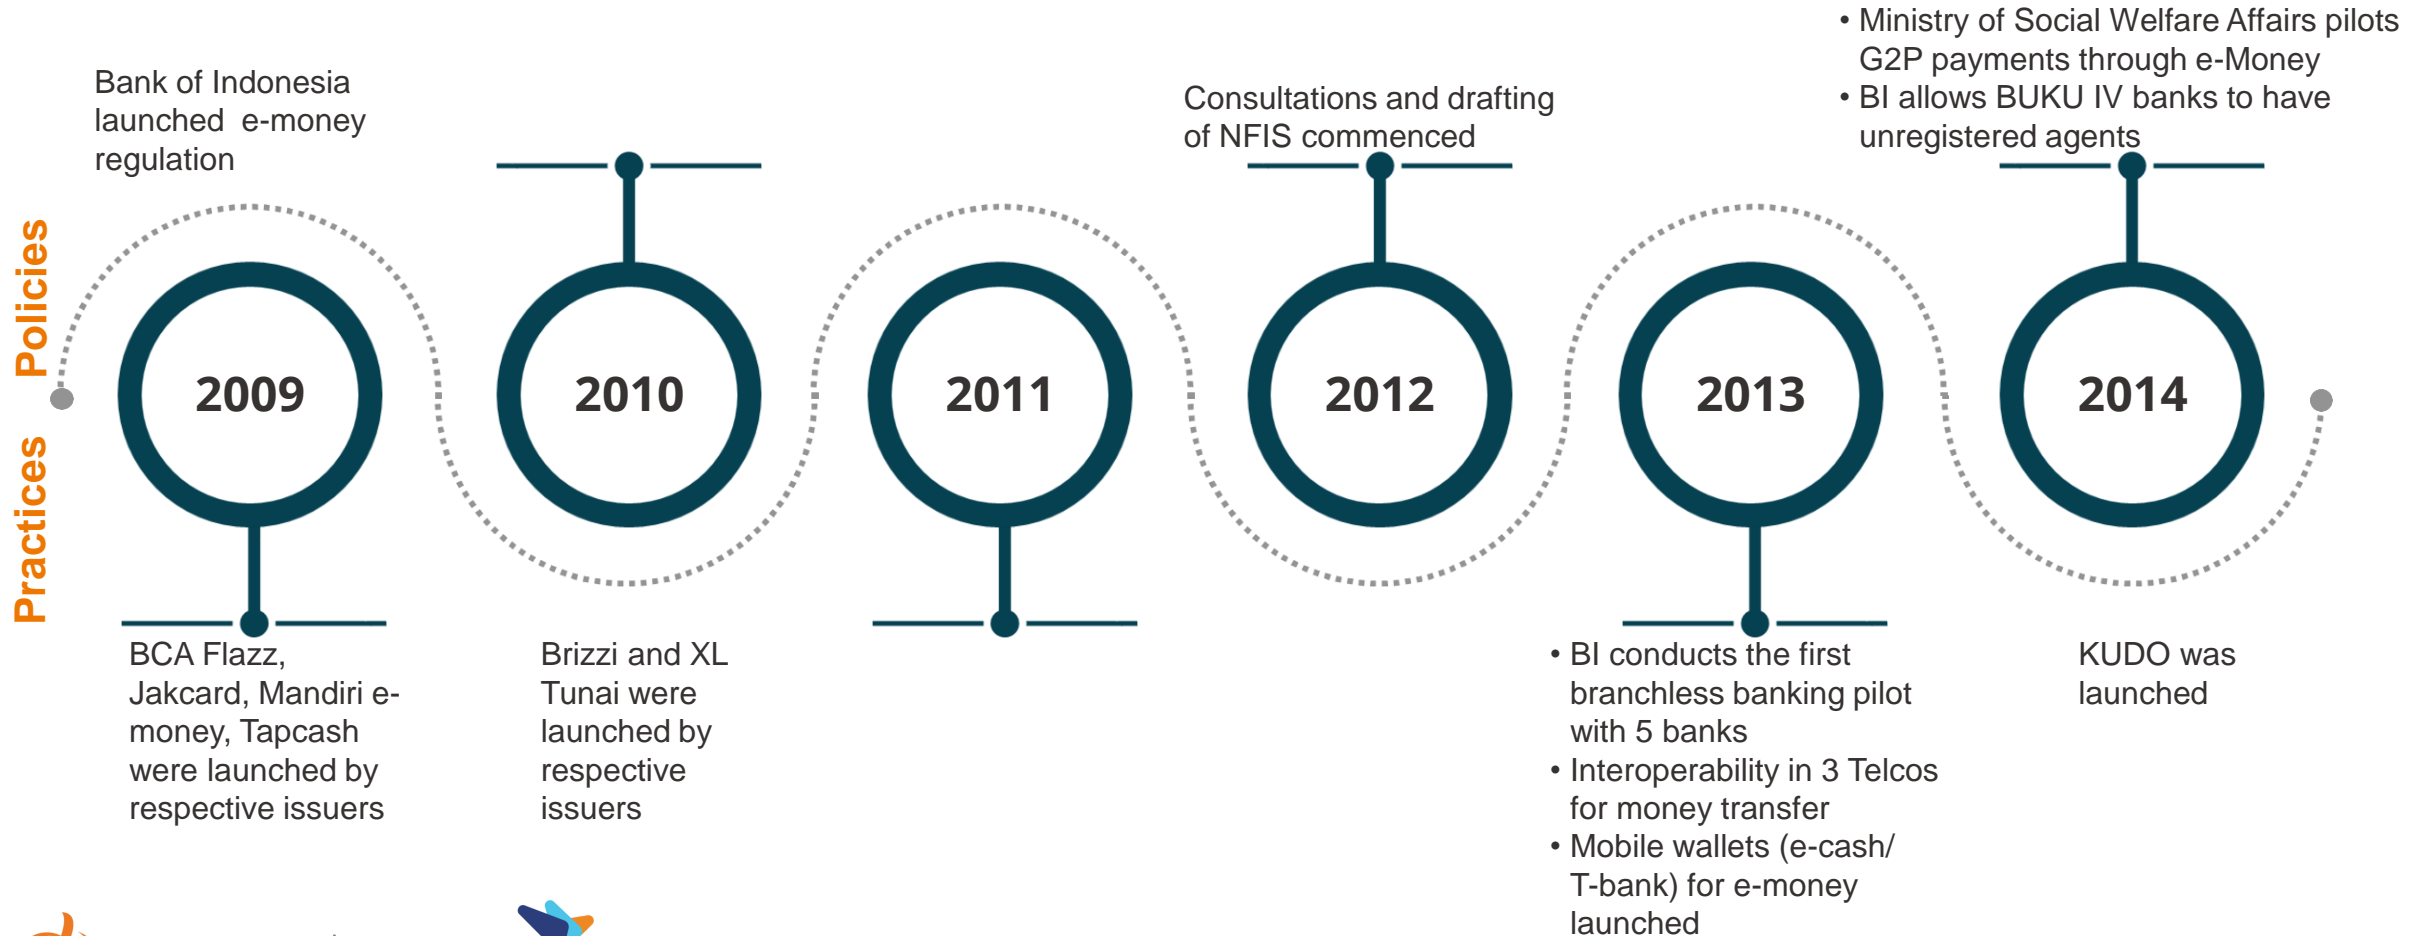 Policies
Practices
Bank of Indonesia
launched e-money
regulation
Consultations and drafting
of NFIS commenced
• Ministry of Social Welfare Affairs pilots
G2P payments through e-Money
• BI allows BUKU IV banks to have
unregistered agents
2009
2010
2011
2012
2013
2014
BCA Flazz,
Jakcard, Mandiri e-
money, Tapcash
were launched by
respective issuers
Brizzi and XL
Tunai were
launched by
respective
issuers
• BI conducts the first
branchless banking pilot
with 5 banks
• Interoperability in 3 Telcos
for money transfer
• Mobile wallets (e-cash/
T-bank) for e-money
launched
KUDO was
launched